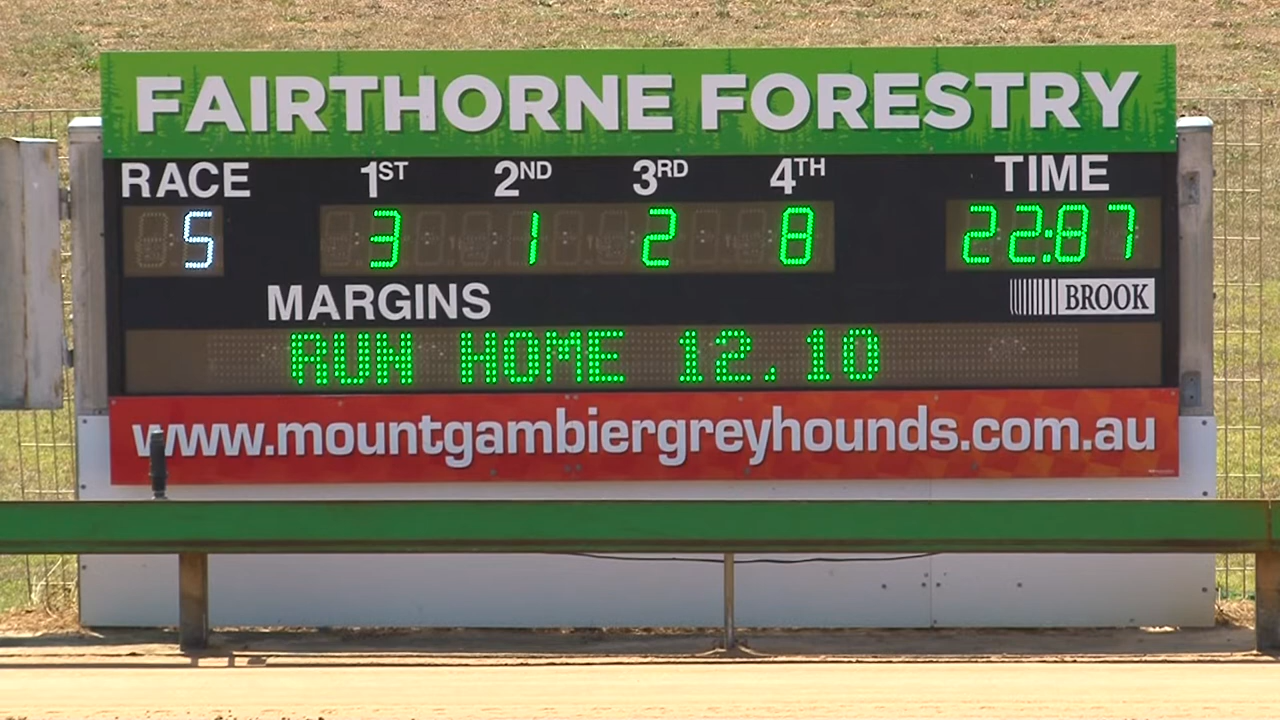 FAIRTHORNE FORESTRY
RACE 1ST 2ND 3RD 4TH TIME
5 3 1 2 8 22:87
MARGINS BROOK
RUN HOME 12.10
www.mountgambiergreyhounds.com.au